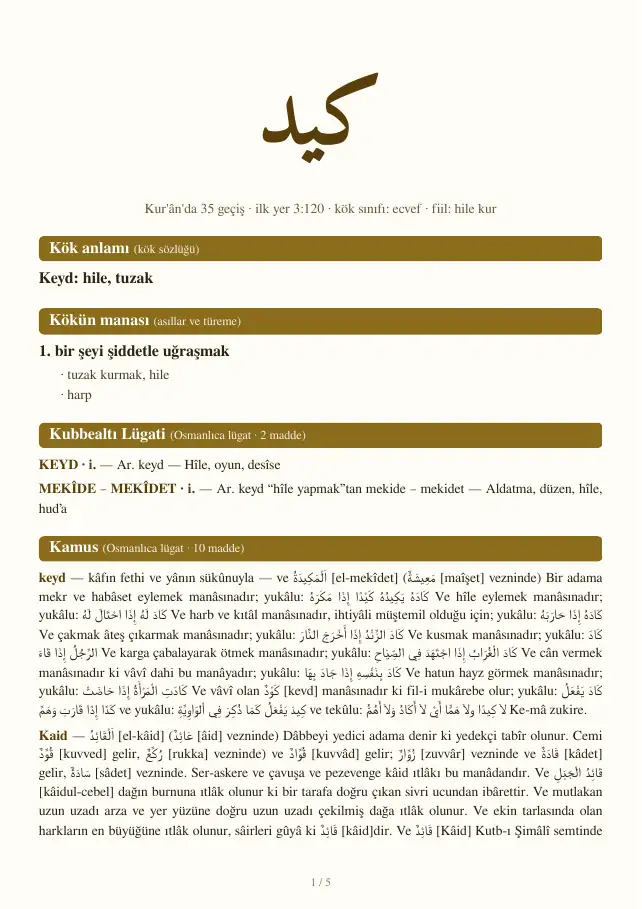 كيد
Kur'ân'da 35 geçiş · ilk yer 3:120 · kök sınıfı: ecvef · fiil: hile kur
Kök anlamı (kök sözlüğü)
Keyd: hile, tuzak
Kökün manası (asıllar ve türeme)
1. bir şeyi şiddetle uğraşmak
· tuzak kurmak, hile
· harp
Kubbealtı Lügati (Osmanlıca lügat · 2 madde)
KEYD · i. — Ar. keyd — Hîle, oyun, desîse
MEKÎDE – MEKÎDET · i. — Ar. keyd “hîle yapmak”tan mekide – mekidet — Aldatma, düzen, hîle,
hud’a
Kamus (Osmanlıca lügat · 10 madde)
keyd — kâfın fethi ve yânın sükûnuyla — ve اَلْمَكِيدَةُ [el-mekîdet] (مَعِيشَةٌ [maîşet] vezninde) Bir adama
mekr ve habâset eylemek manâsınadır; yukâlu: كَادَهُ يَكِيدُهُ كَيْدًا إِذَا مَكَرَهُ Ve hîle eylemek manâsınadır;
yukâlu: كَادَ لَهُ إِذَا احْتَالَ لَهُ Ve harb ve kıtâl manâsınadır, ihtiyâli müştemil olduğu için; yukâlu: كَادَهُ إِذَا حَارَبَهُ
Ve çakmak âteş çıkarmak manâsınadır; yukâlu: كَادَ الزَّنْدُ إِذَا أَخْرَجَ النَّارَ Ve kusmak manâsınadır; yukâlu: كَادَ
الرَّجُلُ إِذَا قَاءَ Ve karga çabalayarak ötmek manâsınadır; yukâlu: كَادَ الْغُرَابُ إِذَا اجْتَهَدَ فِى الصِّيَاحِ Ve cân vermek
manâsınadır ki vâvî dahi bu manâyadır; yukâlu: كَادَ بِنَفْسِهِ إِذَا جَادَ بِهَا Ve hatun hayz görmek manâsınadır;
yukâlu: كَادَتِ الْمَرْأَةُ إِذَا حَاضَتْ Ve vâvî olan كَوْدٌ [kevd] manâsınadır ki fil-i mukârebe olur; yukâlu: كَادَ يَفْعَلُ
كَذَا إِذَا قَارَبَ وَهَمَّ ve yukâlu: كِيدَ يَفْعَلُ كَمَا ذُكِرَ فِى الْوَاوِيَّةِ ve tekûlu: لاَ كِيدًا ولاَ هَمًّا أَىْ لاَ أَكَادُ وَلاَ أَهُمُّ Ke-mâ zukire.
Kaid — اَلْقَائِدُ [el-kâid] (عَائِدٌ [âid] vezninde) Dâbbeyi yedici adama denir ki yedekçi tabîr olunur. Cemi
قُوَّدٌ [kuvved] gelir, رُكَّعٌ [rukka] vezninde) ve قُوَّادٌ [kuvvâd] gelir; زُوَّارٌ [zuvvâr] vezninde ve قَادَةٌ [kâdet]
gelir, سَادَةٌ [sâdet] vezninde. Ser-askere ve çavuşa ve pezevenge kâid ıtlâkı bu manâdandır. Ve قَائِدُ الْجَبَلِ
[kâidul-cebel] dağın burnuna ıtlak olunur ki bir tarafa doğru çıkan sivri ucundan ibârettir. Ve mutlakan
uzun uzadı arza ve yer yüzüne doğru uzun uzadı çekilmiş dağa ıtlâk olunur. Ve ekin tarlasında olan
harkların en büyüğüne ıtlâk olunur, sâirleri gûyâ ki قَائِدٌ [kâid]dir. Ve قَائِدٌ [Kâid] Kutb-ı Şimâlî semtinde
1 / 5